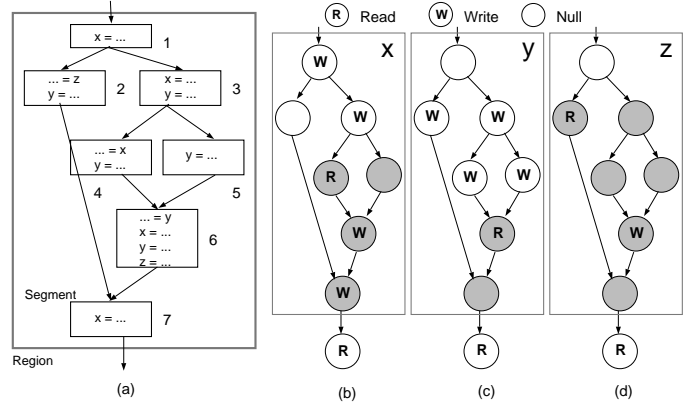 R Read W Write Null
x = ... 1
... = z
y = ... 2
x = ...
y = ... 3
... = x
y = ... 4
y = ... 5
... = y
x = ...
y = ...
z = ... 6
Segment
x = ... 7
Region
(a)
x
W
W
R
W
W
R
(b)
y
W W
W W
R
R
(c)
z
R
W
R
(d)